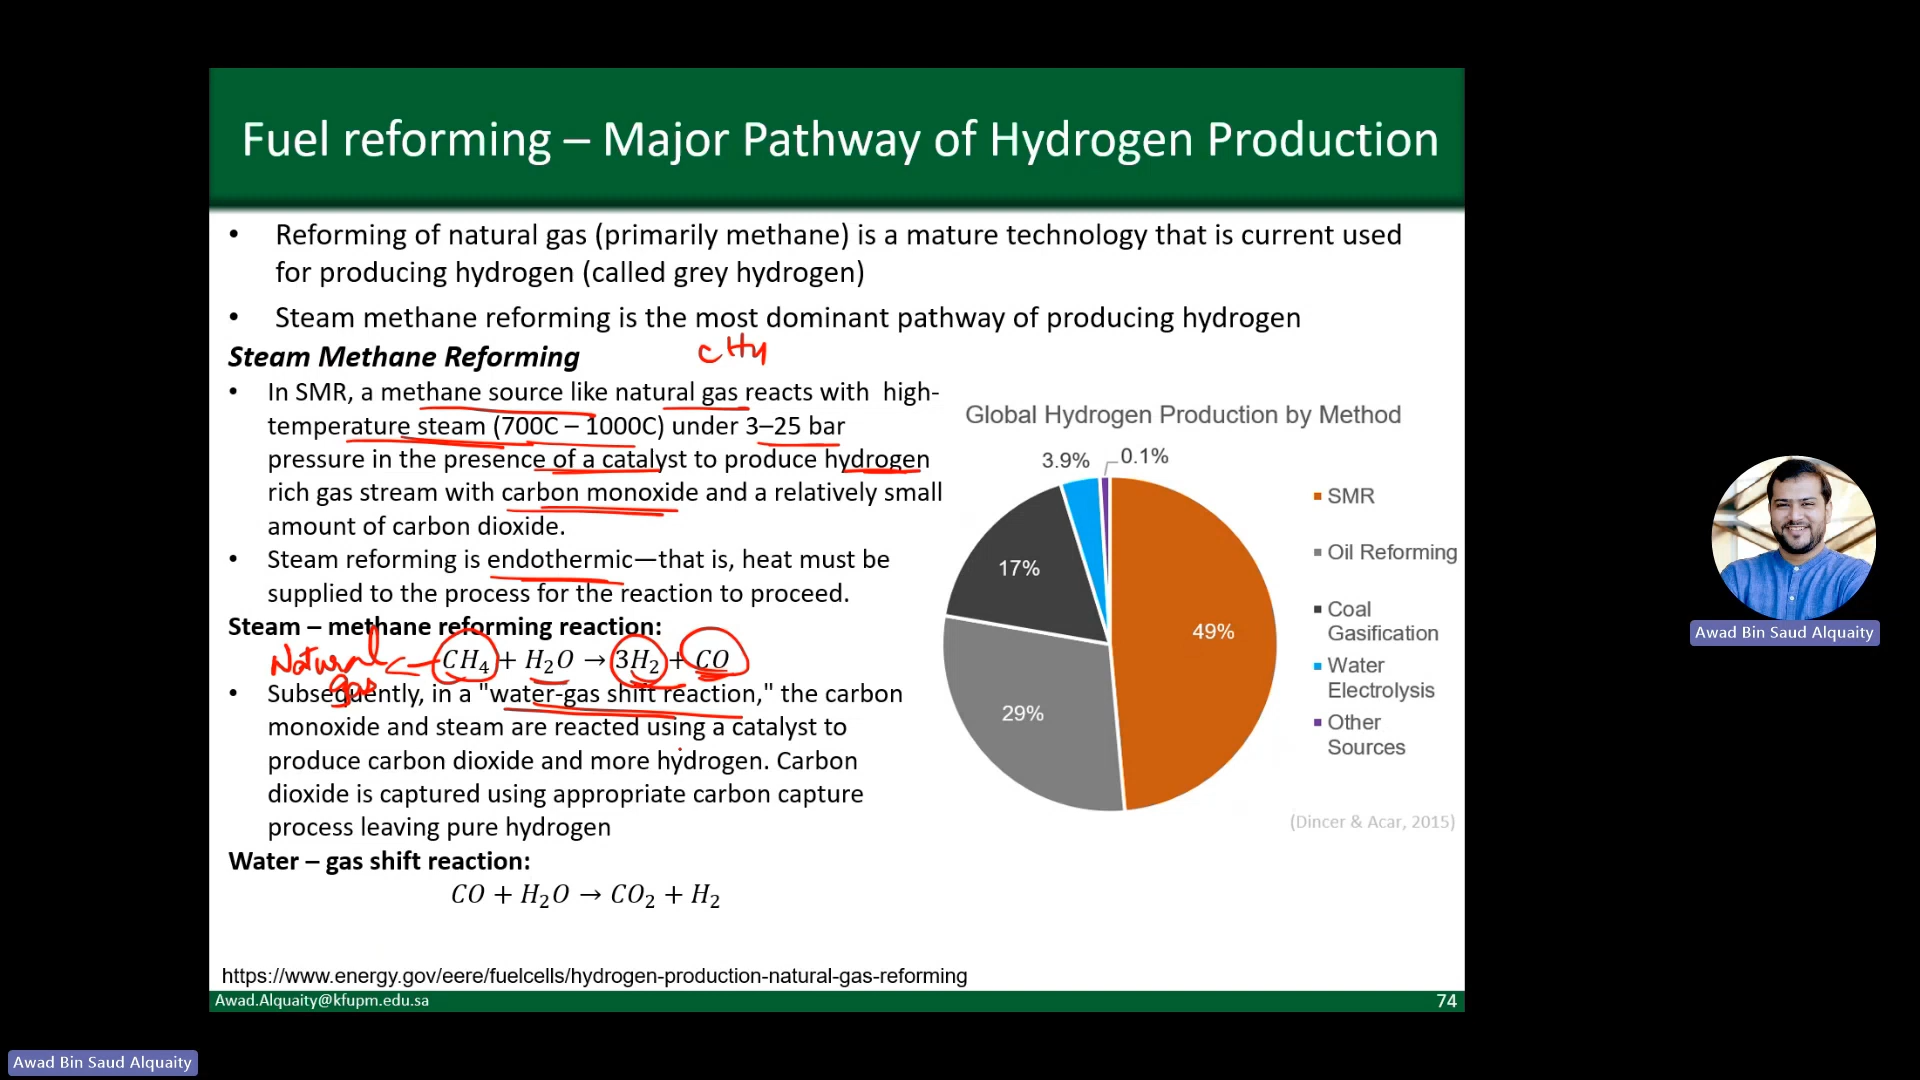 Fuel reforming – Major Pathway of Hydrogen Production
• Reforming of natural gas (primarily methane) is a mature technology that is current used
for producing hydrogen (called grey hydrogen)
• Steam methane reforming is the most dominant pathway of producing hydrogen
CH4
Steam Methane Reforming
• In SMR, a methane source like natural gas reacts with high-
temperature steam (700C – 1000C) under 3–25 bar
pressure in the presence of a catalyst to produce hydrogen
rich gas stream with carbon monoxide and a relatively small
amount of carbon dioxide.
• Steam reforming is endothermic—that is, heat must be
supplied to the process for the reaction to proceed.
Steam – methane reforming reaction:
Natural
gas
CH₄ + H₂O → 3H₂ + CO
• Subsequently, in a "water-gas shift reaction," the carbon
monoxide and steam are reacted using a catalyst to
produce carbon dioxide and more hydrogen. Carbon
dioxide is captured using appropriate carbon capture
process leaving pure hydrogen
Water – gas shift reaction:
CO + H₂O → CO₂ + H₂
Global Hydrogen Production by Method
3.9%
0.1%
17%
49%
29%
SMR
Oil Reforming
Coal
Gasification
Water
Electrolysis
Other
Sources
(Dincer & Acar, 2015)
https://www.energy.gov/eere/fuelcells/hydrogen-production-natural-gas-reforming
Awad.Alquaity@kfupm.edu.sa
74
Awad Bin Saud Alquaity
Awad Bin Saud Alquaity